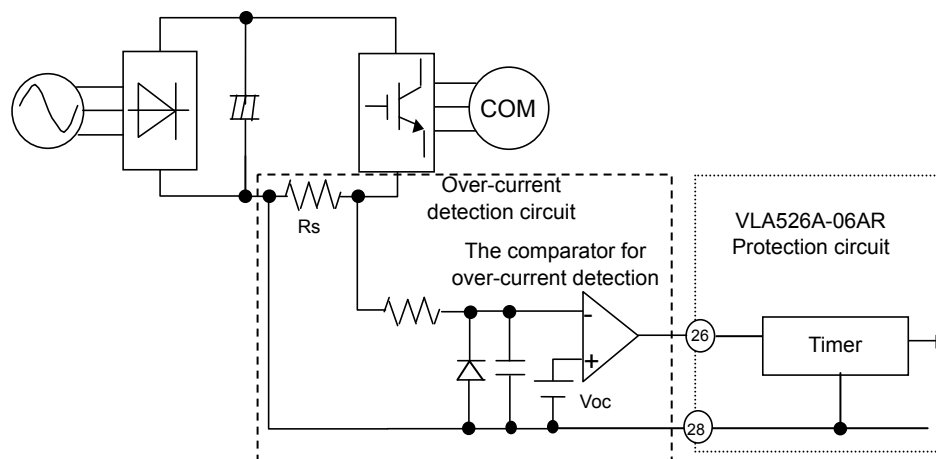 COM
Over-current
detection circuit
Rs
VLA526A-06AR
Protection circuit
The comparator for
over-current detection
-
+
Voc
26
Timer
28